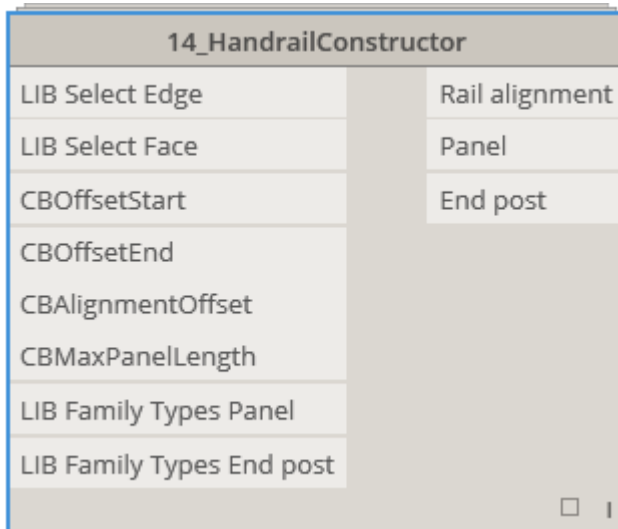 14_HandrailConstructor
LIB Select Edge
Rail alignment
LIB Select Face
Panel
CBOffsetStart
End post
CBOffsetEnd
CBAlignmentOffset
CBMaxPanelLength
LIB Family Types Panel
LIB Family Types End post